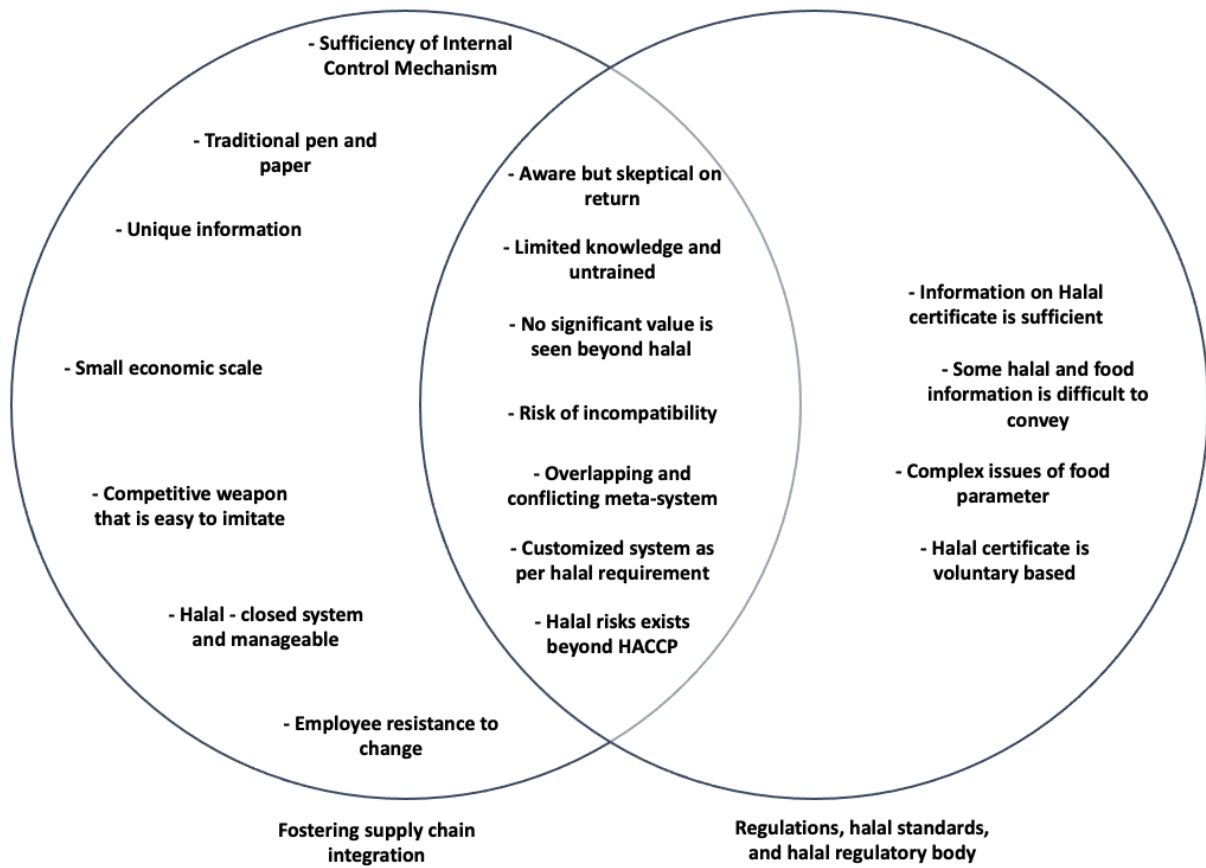 - Sufficiency of Internal
Control Mechanism
- Traditional pen and
paper
- Unique information
- Small economic scale
- Competitive weapon
that is easy to imitate
- Halal - closed system
and manageable
- Employee resistance to
change
- Aware but skeptical on
return
- Limited knowledge and
untrained
- No significant value is
seen beyond halal
- Risk of incompatibility
- Overlapping and
conflicting meta-system
- Customized system as
per halal requirement
- Halal risks exists
beyond HACCP
- Information on Halal
certificate is sufficient
- Some halal and food
information is difficult to
convey
- Complex issues of food
parameter
- Halal certificate is
voluntary based
Fostering supply chain
integration
Regulations, halal standards,
and halal regulatory body